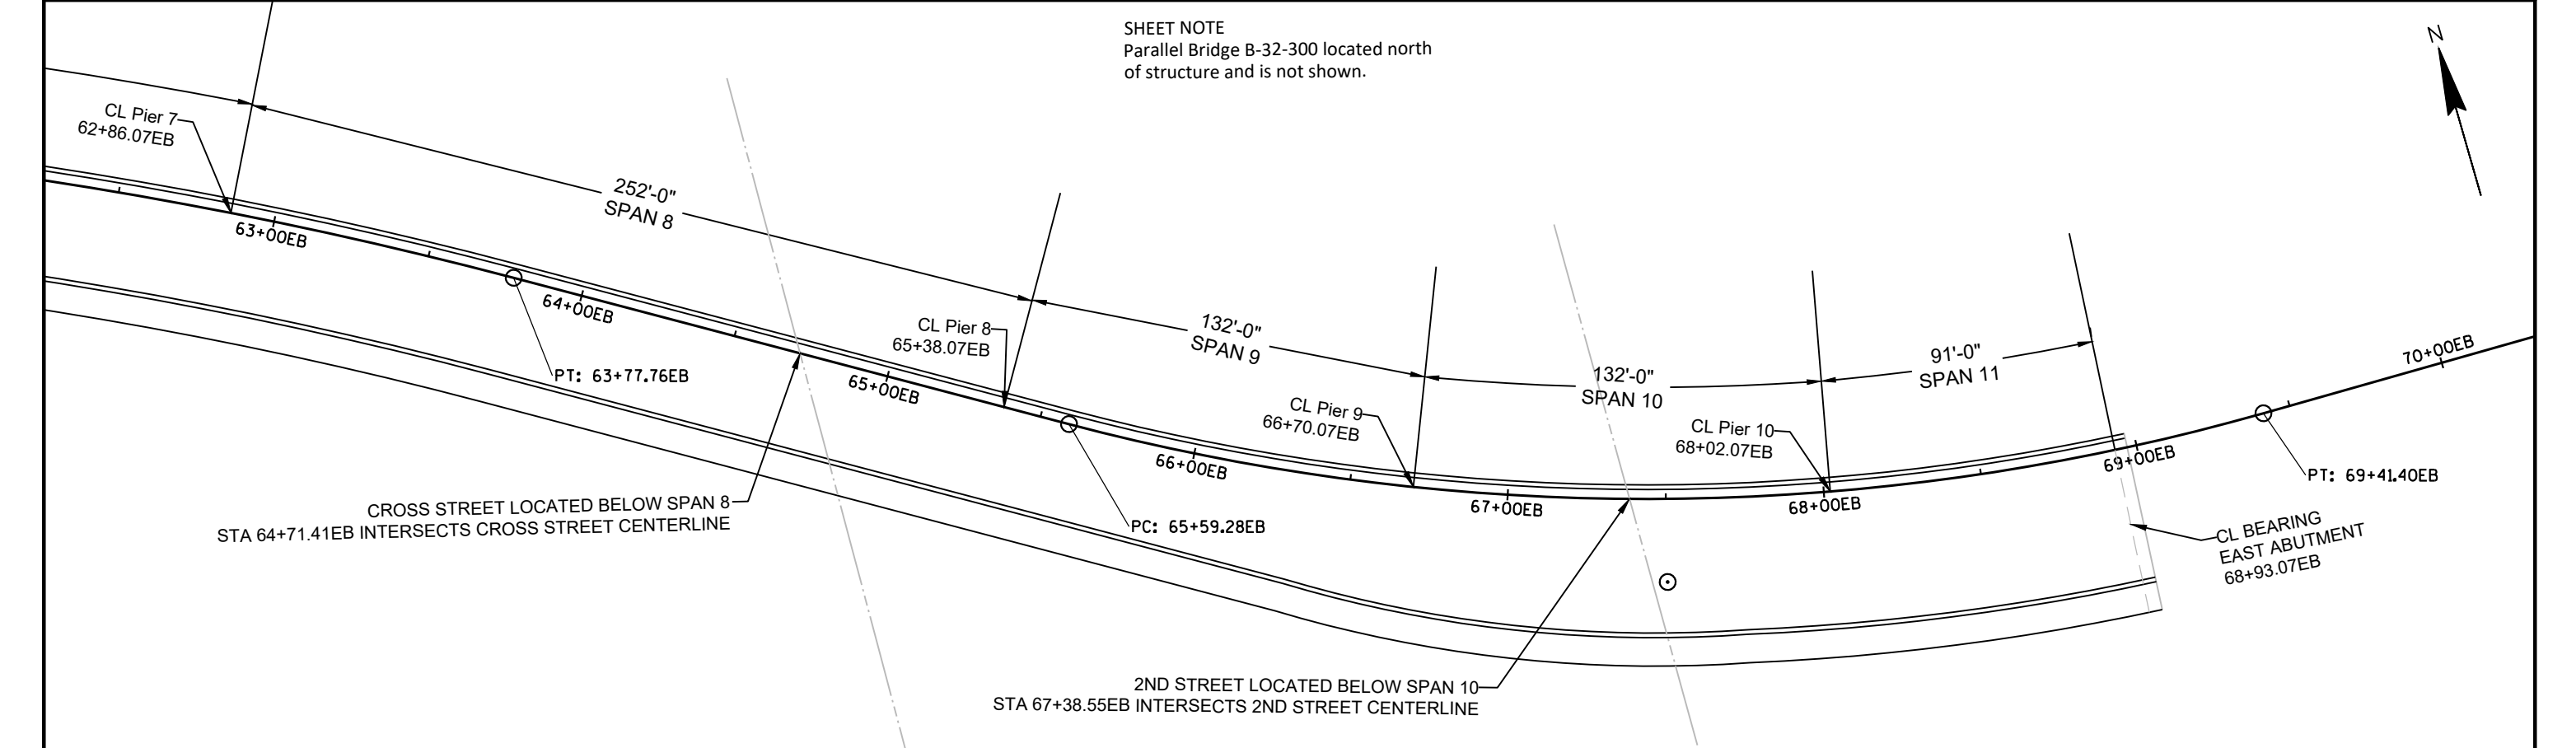 SHEET NOTE
Parallel Bridge B-32-300 located north
of structure and is not shown.
N
CL Pier 7
62+86.07EB
252'-0"
SPAN 8
63+00EB
64+00EB
PT: 63+77.76EB
CL Pier 8
65+38.07EB
65+00EB
132'-0"
SPAN 9
CL Pier 9
66+70.07EB
66+00EB
132'-0"
SPAN 10
91'-0"
SPAN 11
CL Pier 10
68+02.07EB
67+00EB
68+00EB
69+00EB
70+00EB
PT: 69+41.40EB
CROSS STREET LOCATED BELOW SPAN 8
STA 64+71.41EB INTERSECTS CROSS STREET CENTERLINE
PC: 65+59.28EB
CL BEARING
EAST ABUTMENT
68+93.07EB
2ND STREET LOCATED BELOW SPAN 10
STA 67+38.55EB INTERSECTS 2ND STREET CENTERLINE